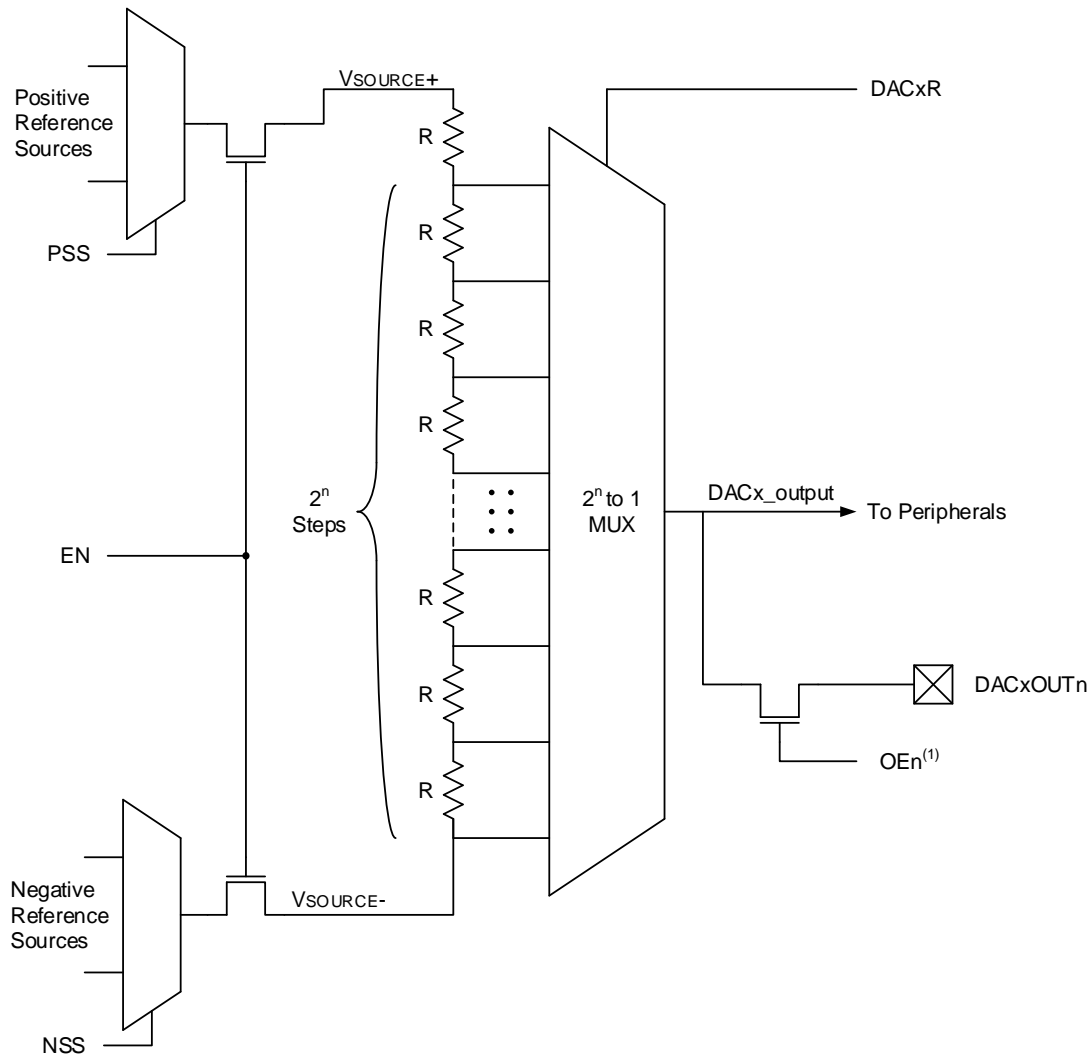 Positive
Reference
Sources
PSS
VSOURCE+
DACxR
R
R
R
R
2ⁿ
Steps
2ⁿ to 1
MUX
DACx_output
To Peripherals
EN
R
R
R
DACxOUTn
OEn⁽¹⁾
Negative
Reference
Sources
VSOURCE-
NSS